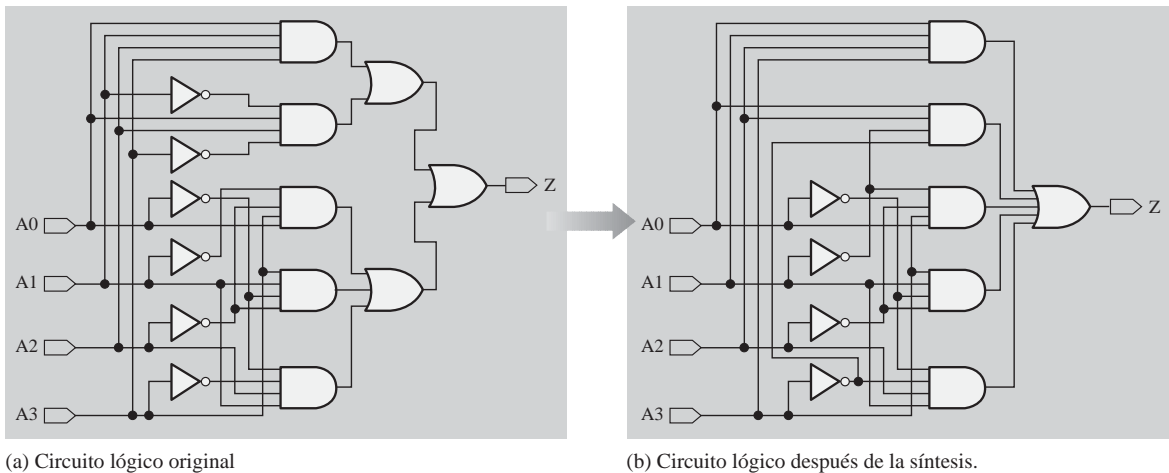 Z
A0
A1
A2
A3
(a) Circuito lógico original
Z
A0
A1
A2
A3
(b) Circuito lógico después de la síntesis.